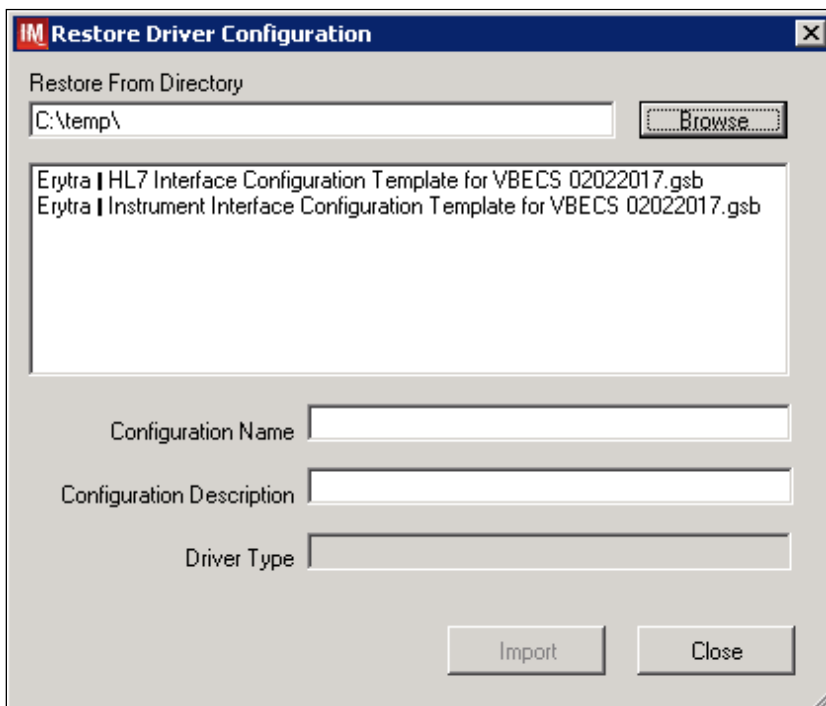 IM Restore Driver Configuration
Restore From Directory
C:\temp\
Browse
Erytra | HL7 Interface Configuration Template for VBECS 02022017.gsb
Erytra | Instrument Interface Configuration Template for VBECS 02022017.gsb
Configuration Name
Configuration Description
Driver Type
Import
Close